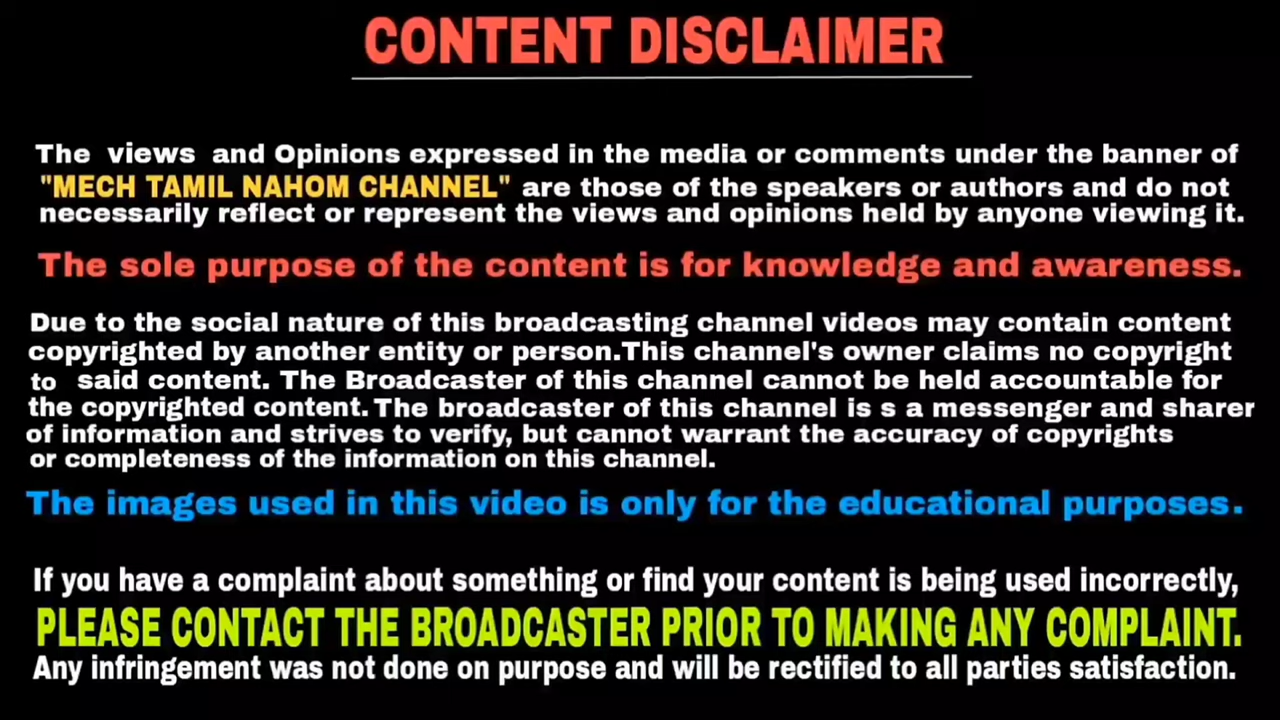 CONTENT DISCLAIMER
The views and Opinions expressed in the media or comments under the banner of
"MECH TAMIL NAHOM CHANNEL" are those of the speakers or authors and do not
necessarily reflect or represent the views and opinions held by anyone viewing it.
The sole purpose of the content is for knowledge and awareness.
Due to the social nature of this broadcasting channel videos may contain content
copyrighted by another entity or person.This channel's owner claims no copyright
to said content. The Broadcaster of this channel cannot be held accountable for
the copyrighted content. The broadcaster of this channel is s a messenger and sharer
of information and strives to verify, but cannot warrant the accuracy of copyrights
or completeness of the information on this channel.
The images used in this video is only for the educational purposes.
If you have a complaint about something or find your content is being used incorrectly,
PLEASE CONTACT THE BROADCASTER PRIOR TO MAKING ANY COMPLAINT.
Any infringement was not done on purpose and will be rectified to all parties satisfaction.